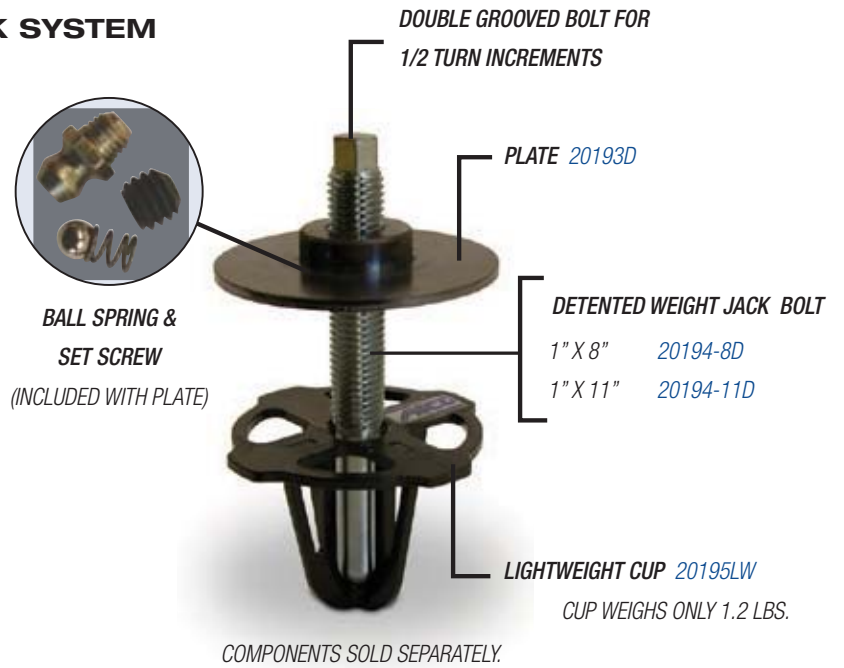 K SYSTEM
DOUBLE GROOVED BOLT FOR
1/2 TURN INCREMENTS
PLATE 20193D
BALL SPRING &
SET SCREW
(INCLUDED WITH PLATE)
DETENTED WEIGHT JACK BOLT
1” X 8” 20194-8D
1” X 11” 20194-11D
LIGHTWEIGHT CUP 20195LW
CUP WEIGHS ONLY 1.2 LBS.
COMPONENTS SOLD SEPARATELY.